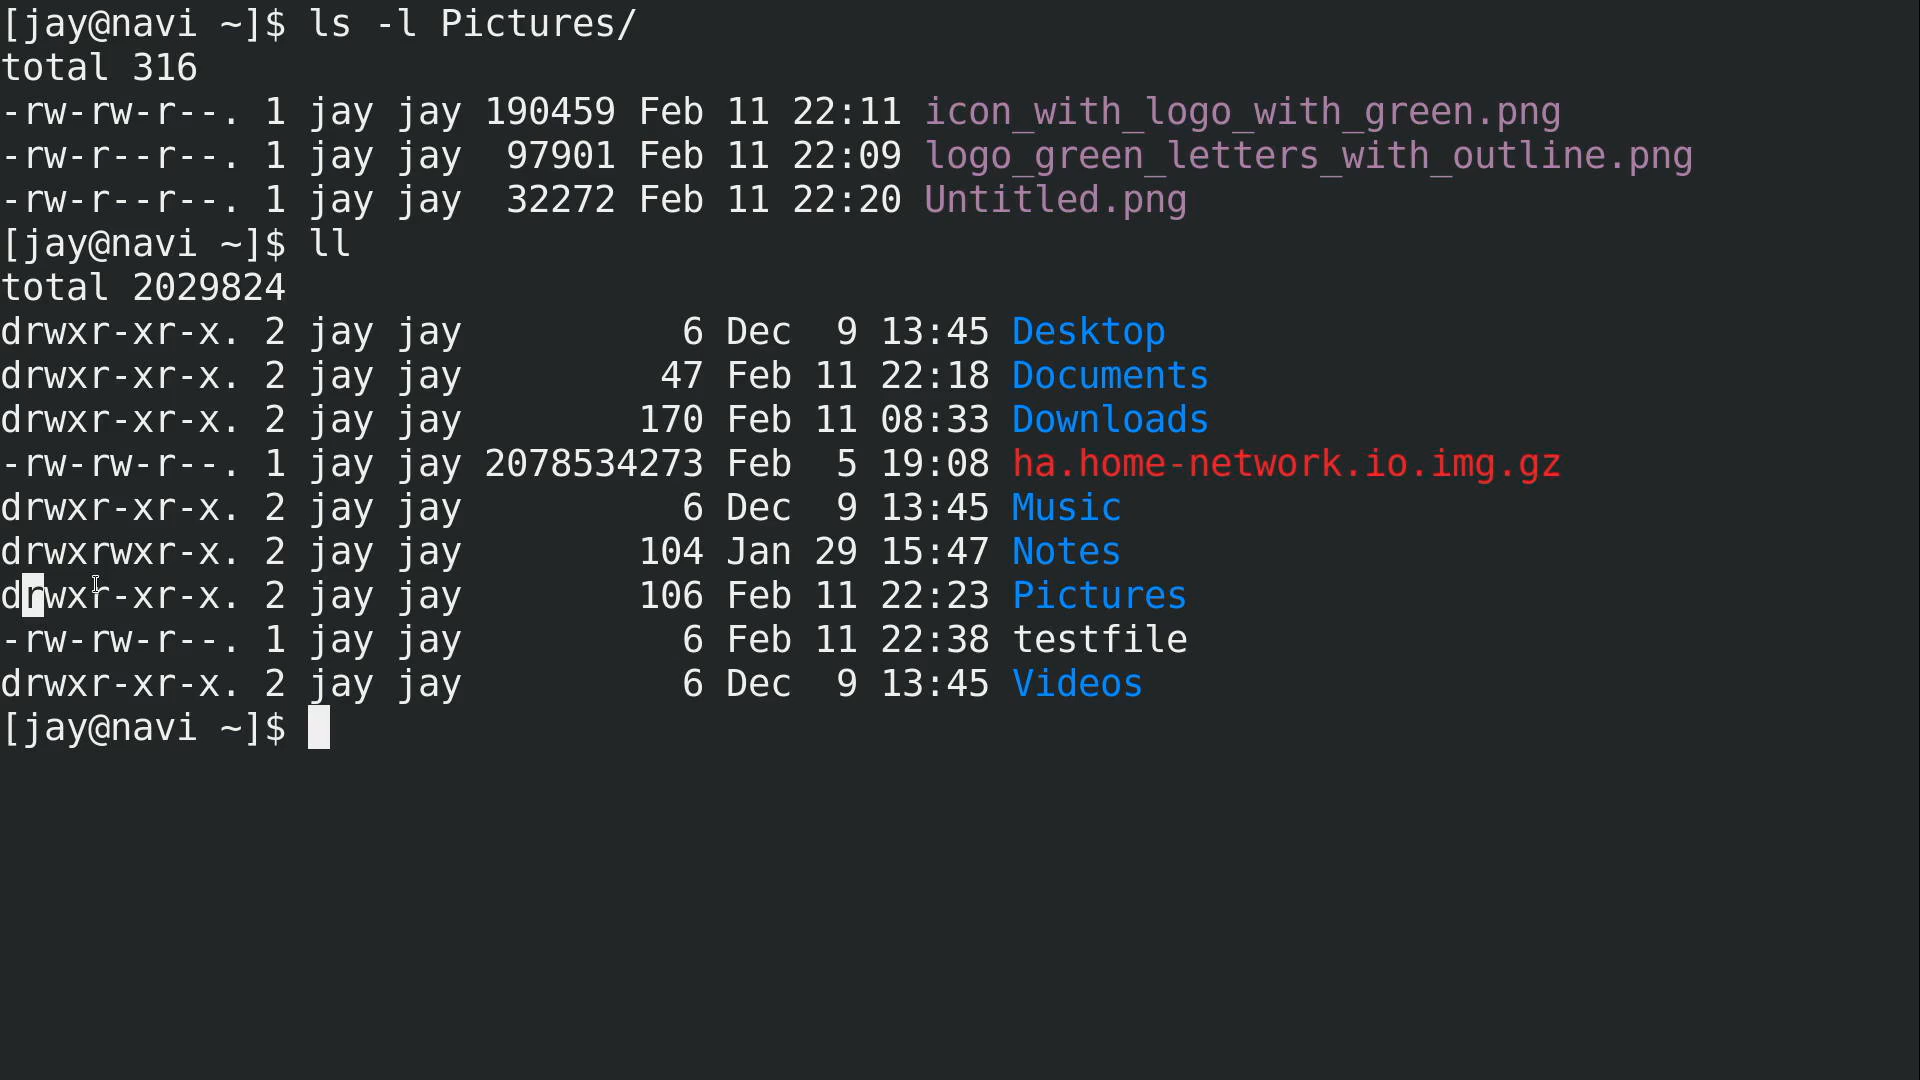 [jay@navi ~]$ ls -l Pictures/
total 316
-rw-rw-r--. 1 jay jay 190459 Feb 11 22:11 icon_with_logo_with_green.png
-rw-r--r--. 1 jay jay  97901 Feb 11 22:09 logo_green_letters_with_outline.png
-rw-r--r--. 1 jay jay  32272 Feb 11 22:20 Untitled.png
[jay@navi ~]$ ll
total 2029824
drwxr-xr-x. 2 jay jay          6 Dec  9 13:45 Desktop
drwxr-xr-x. 2 jay jay         47 Feb 11 22:18 Documents
drwxr-xr-x. 2 jay jay        170 Feb 11 08:33 Downloads
-rw-rw-r--. 1 jay jay 2078534273 Feb  5 19:08 ha.home-network.io.img.gz
drwxr-xr-x. 2 jay jay          6 Dec  9 13:45 Music
drwxrwxr-x. 2 jay jay        104 Jan 29 15:47 Notes
drwxr-xr-x. 2 jay jay        106 Feb 11 22:23 Pictures
-rw-rw-r--. 1 jay jay          6 Feb 11 22:38 testfile
drwxr-xr-x. 2 jay jay          6 Dec  9 13:45 Videos
[jay@navi ~]$